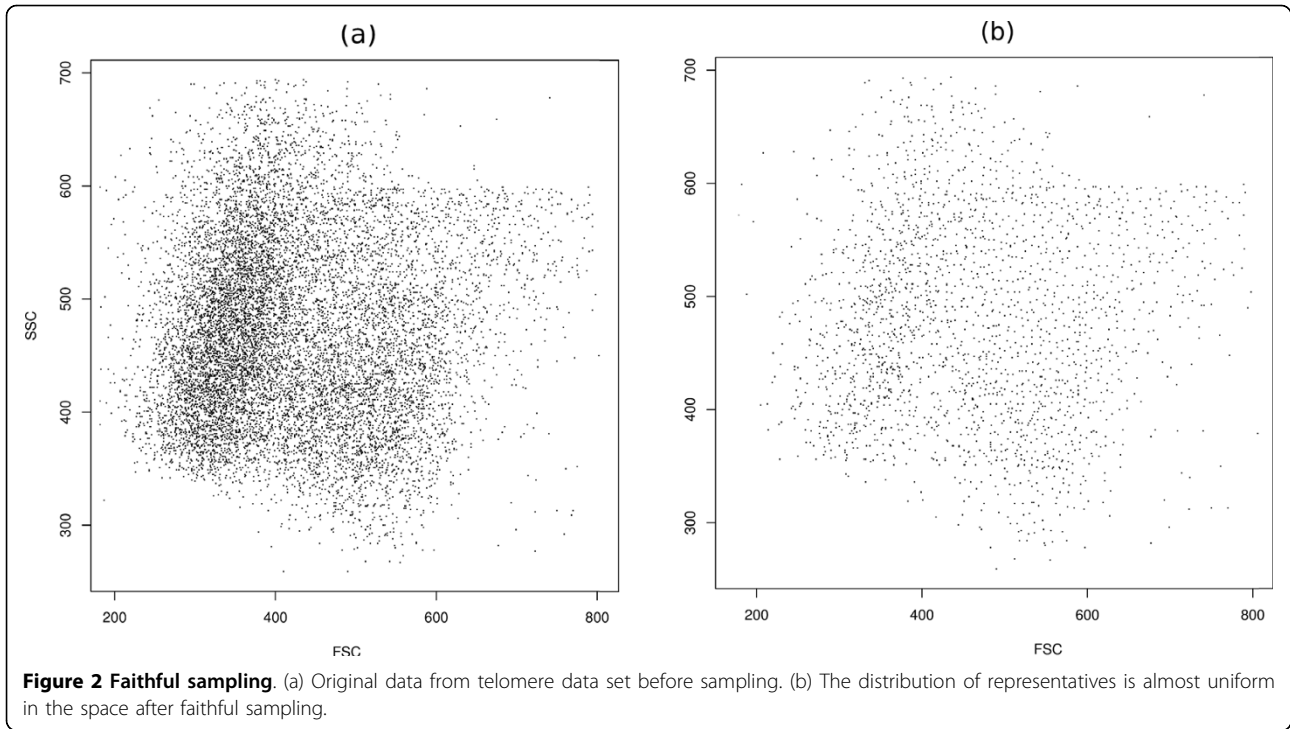 (a)
(b)
700
600
500
400
300
SSC
200
400
600
800
FSC
700
600
500
400
300
200
400
600
800
FSC
Figure 2 Faithful sampling. (a) Original data from telomere data set before sampling. (b) The distribution of representatives is almost uniform
in the space after faithful sampling.